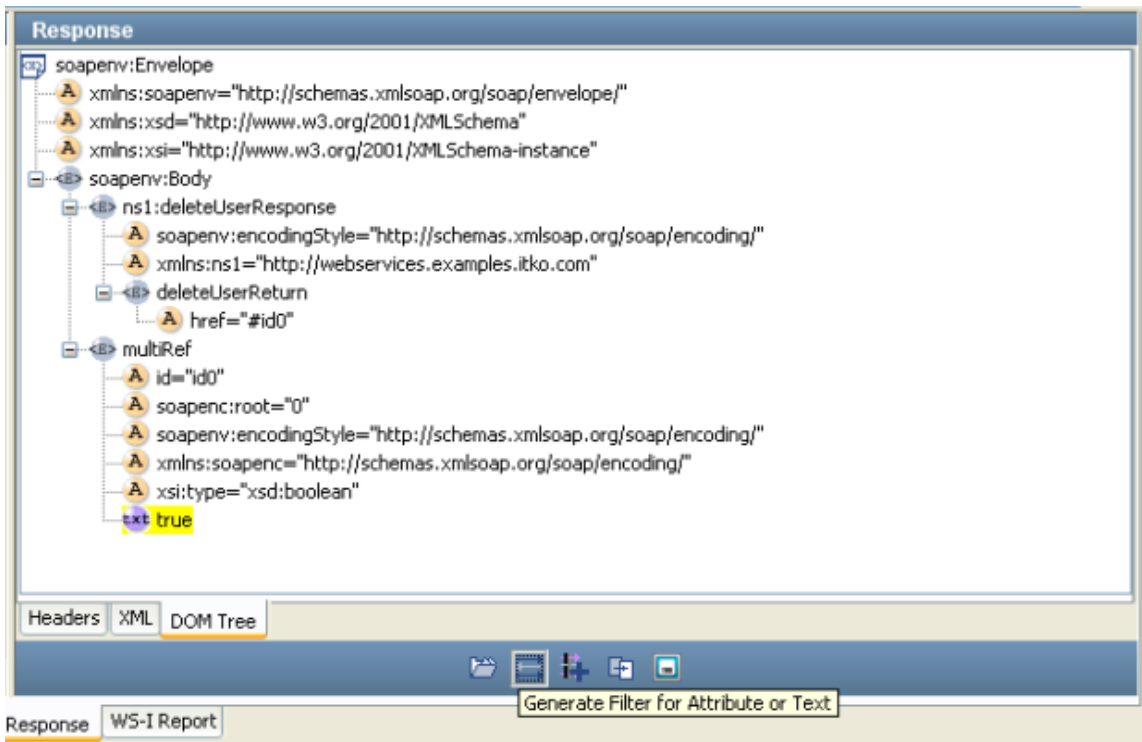 Response
soapenv:Envelope
A xmlns:soapenv="http://schemas.xmlsoap.org/soap/envelope/"
A xmlns:xsd="http://www.w3.org/2001/XMLSchema"
A xmlns:xsi="http://www.w3.org/2001/XMLSchema-instance"
<E> soapenv:Body
<E> ns1:deleteUserResponse
A soapenv:encodingStyle="http://schemas.xmlsoap.org/soap/encoding/"
A xmlns:ns1="http://webservices.examples.itko.com"
<E> deleteUserReturn
A href="#id0"
<E> multiRef
A id="id0"
A soapenc:root="0"
A soapenv:encodingStyle="http://schemas.xmlsoap.org/soap/encoding/"
A xmlns:soapenc="http://schemas.xmlsoap.org/soap/encoding/"
A xsi:type="xsd:boolean"
txt true
Headers XML DOM Tree
Generate Filter for Attribute or Text
Response WS-I Report